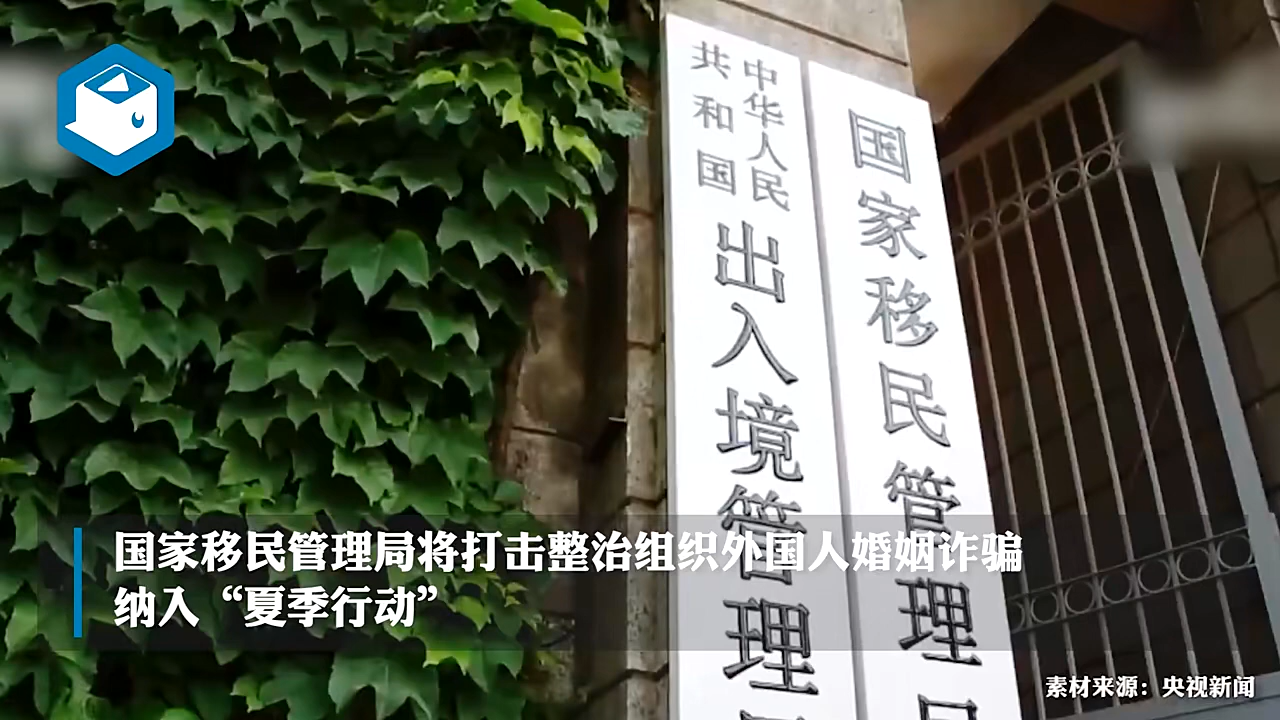 中华人民
共和国
出入境管理
国家移民管理局
国家移民管理局将打击整治组织外国人婚姻诈骗
纳入“夏季行动”
素材来源：央视新闻